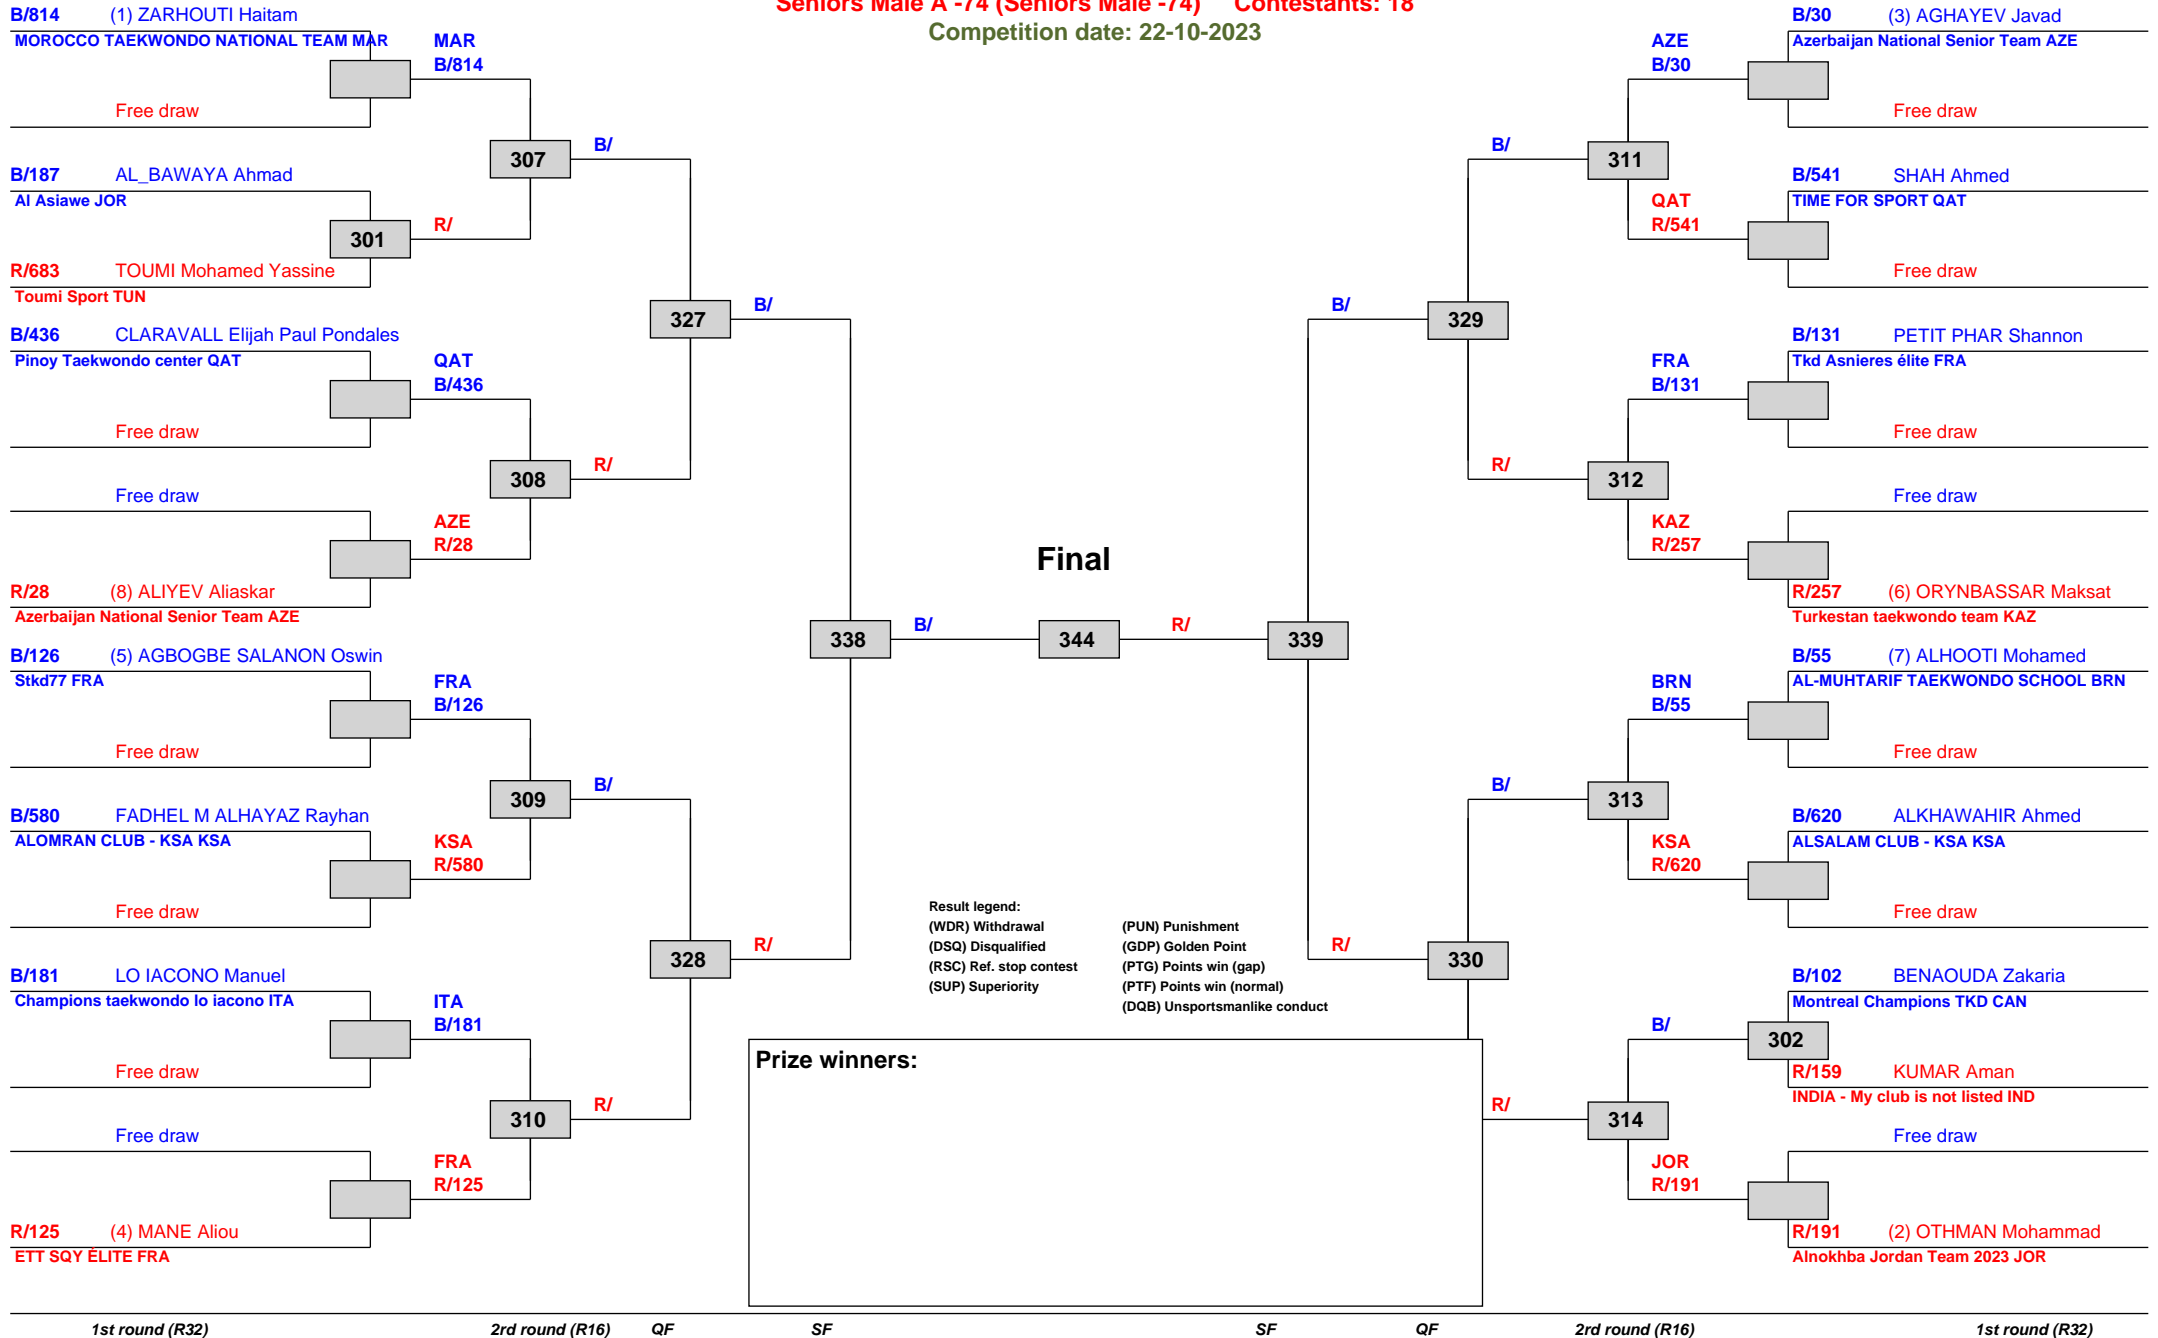 Seniors Male A -74 (Seniors Male -74) Contestants: 18
Competition date: 22-10-2023
B/814 (1) ZARHOUTI Haitam
MOROCCO TAEKWONDO NATIONAL TEAM MAR
Free draw
MAR
B/814
B/187 AL_BAWAYA Ahmad
Al Asiawe JOR
301
R/683 TOUMI Mohamed Yassine
Toumi Sport TUN
R/
307
B/
B/436 CLARAVALL Elijah Paul Pondales
Pinoy Taekwondo center QAT
Free draw
QAT
B/436
Free draw
R/28 (8) ALIYEV Aliaskar
Azerbaijan National Senior Team AZE
AZE
R/28
308
R/
327
B/
B/126 (5) AGBOGBE SALANON Oswin
Stkd77 FRA
Free draw
FRA
B/126
B/580 FADHEL M ALHAYAZ Rayhan
ALOMRAN CLUB - KSA KSA
Free draw
KSA
R/580
309
B/
B/181 LO IACONO Manuel
Champions taekwondo lo iacono ITA
Free draw
ITA
B/181
Free draw
R/125 (4) MANE Aliou
ETT SQY ÉLITE FRA
FRA
R/125
310
R/
328
R/
338
B/
Final
344
R/
339
B/
329
B/
311
AZE
B/30
B/30 (3) AGHAYEV Javad
Azerbaijan National Senior Team AZE
Free draw
QAT
R/541
B/541 SHAH Ahmed
TIME FOR SPORT QAT
Free draw
R/
312
FRA
B/131
B/131 PETIT PHAR Shannon
Tkd Asnieres élite FRA
Free draw
KAZ
R/257
Free draw
R/257 (6) ORYNBASSAR Maksat
Turkestan taekwondo team KAZ
R/
330
B/
313
BRN
B/55
B/55 (7) ALHOOTI Mohamed
AL-MUHTARIF TAEKWONDO SCHOOL BRN
Free draw
KSA
R/620
B/620 ALKHAWAHIR Ahmed
ALSALAM CLUB - KSA KSA
Free draw
R/
314
B/
302
B/102 BENAOUDA Zakaria
Montreal Champions TKD CAN
R/159 KUMAR Aman
INDIA - My club is not listed IND
JOR
R/191
Free draw
R/191 (2) OTHMAN Mohammad
Alnokhba Jordan Team 2023 JOR
Result legend:
(WDR) Withdrawal (PUN) Punishment
(DSQ) Disqualified (GDP) Golden Point
(RSC) Ref. stop contest (PTG) Points win (gap)
(SUP) Superiority (PTF) Points win (normal)
(DQB) Unsportsmanlike conduct
Prize winners:
1st round (R32) 2rd round (R16) QF SF SF QF 2rd round (R16) 1st round (R32)